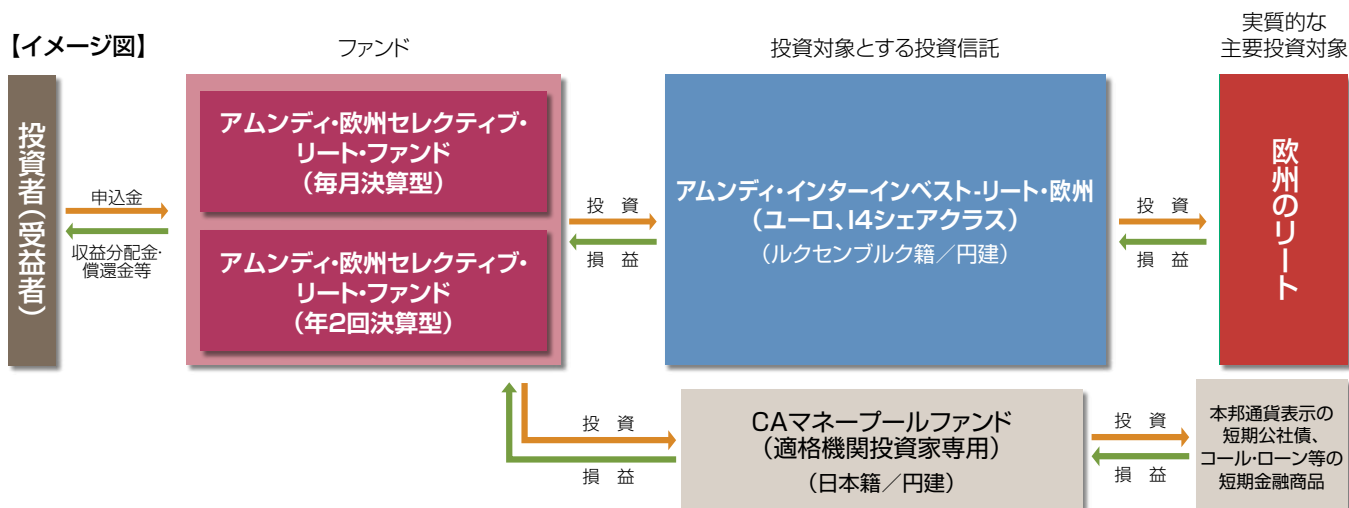 【イメージ図】
ファンド
投資対象とする投資信託
実質的な
主要投資対象
投資者(受益者)
申込金
収益分配金・
償還金等
アムンディ・欧州セレクティブ・
リート・ファンド
(毎月決算型)
アムンディ・欧州セレクティブ・
リート・ファンド
(年2回決算型)
投 資
損 益
アムンディ・インターインベスト-リート・欧州
(ユーロ、I4シェアクラス)
(ルクセンブルク籍/円建)
投 資
損 益
欧州のリート
投 資
損 益
CAマネープールファンド
(適格機関投資家専用)
(日本籍/円建)
投 資
損 益
本邦通貨表示の
短期公社債、
コール・ローン等の
短期金融商品